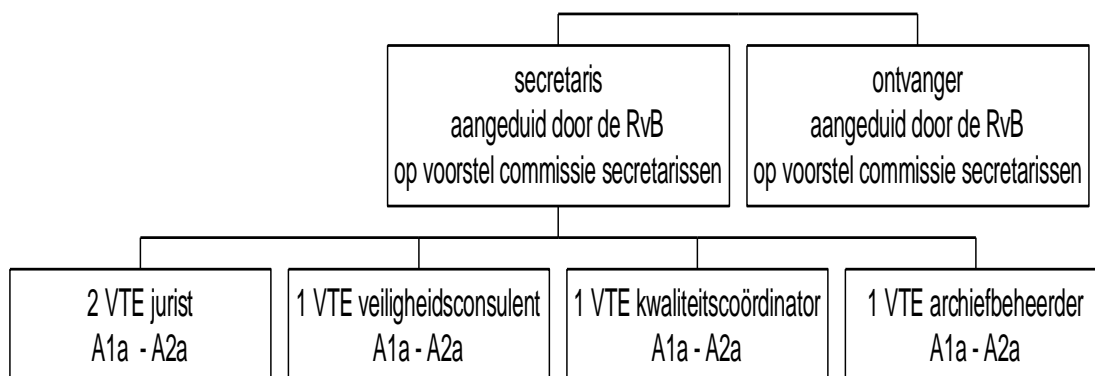 secretaris
aangeduid door de RvB
op voorstel commissie secretarissen
ontvanger
aangeduid door de RvB
op voorstel commissie secretarissen
2 VTE jurist
A1a - A2a
1 VTE veiligheidsconsulent
A1a - A2a
1 VTE kwaliteitscoördinator
A1a - A2a
1 VTE archiefbeheerder
A1a - A2a